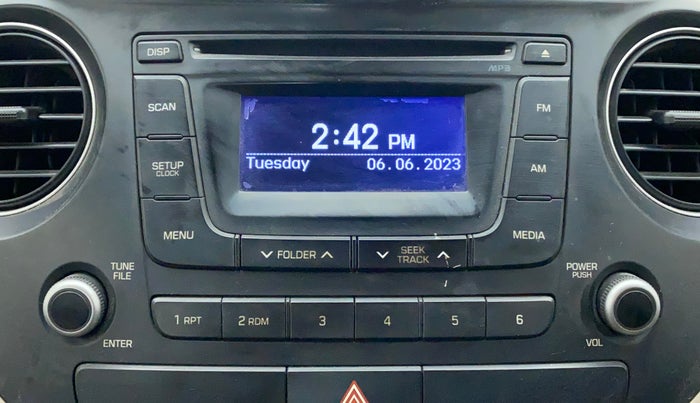 DISP
MP3
SCAN
2:42 PM
FM
Tuesday 06.06.2023
SETUP
CLOCK
AM
MENU
MEDIA
FOLDER
SEEK
TRACK
TUNE
FILE
POWER
PUSH
1 RPT
2 RDM
3
4
5
6
ENTER
VOL